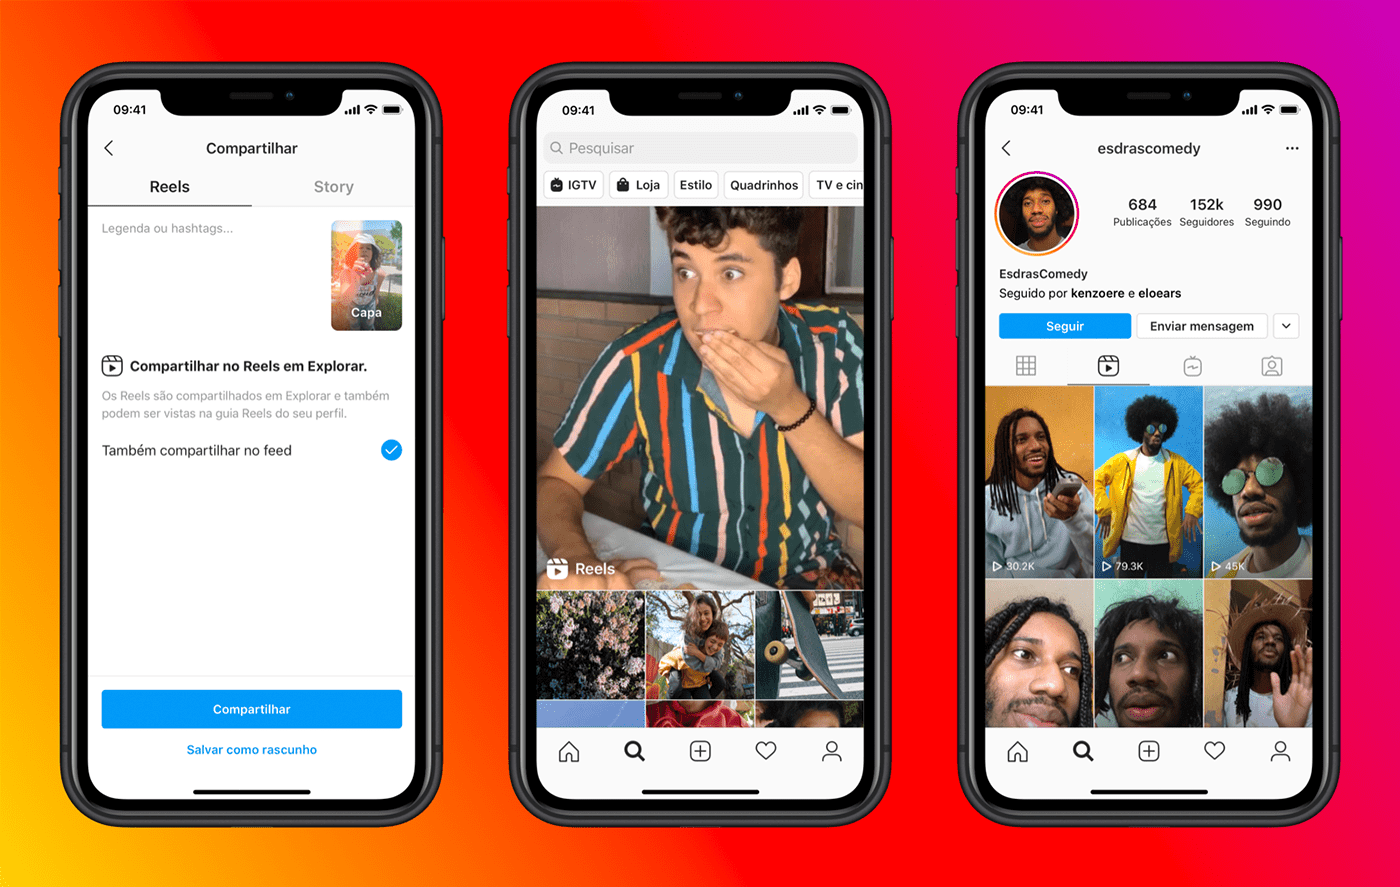 09:41
Compartilhar
Reels
Story
Legenda ou hashtags...
Capa
Compartilhar no Reels em Explorar.
Os Reels são compartilhados em Explorar e também
podem ser vistas na guia Reels do seu perfil.
Também compartilhar no feed
Compartilhar
Salvar como rascunho
09:41
Pesquisar
IGTV
Loja
Estilo
Quadrinhos
TV e cin
Reels
09:41
esdrascomedy
684
Publicações
152k
Seguidores
990
Seguindo
EsdrasComedy
Seguido por kenzoere e eloears
Seguir
Enviar mensagem
30.2K
79.3K
45K